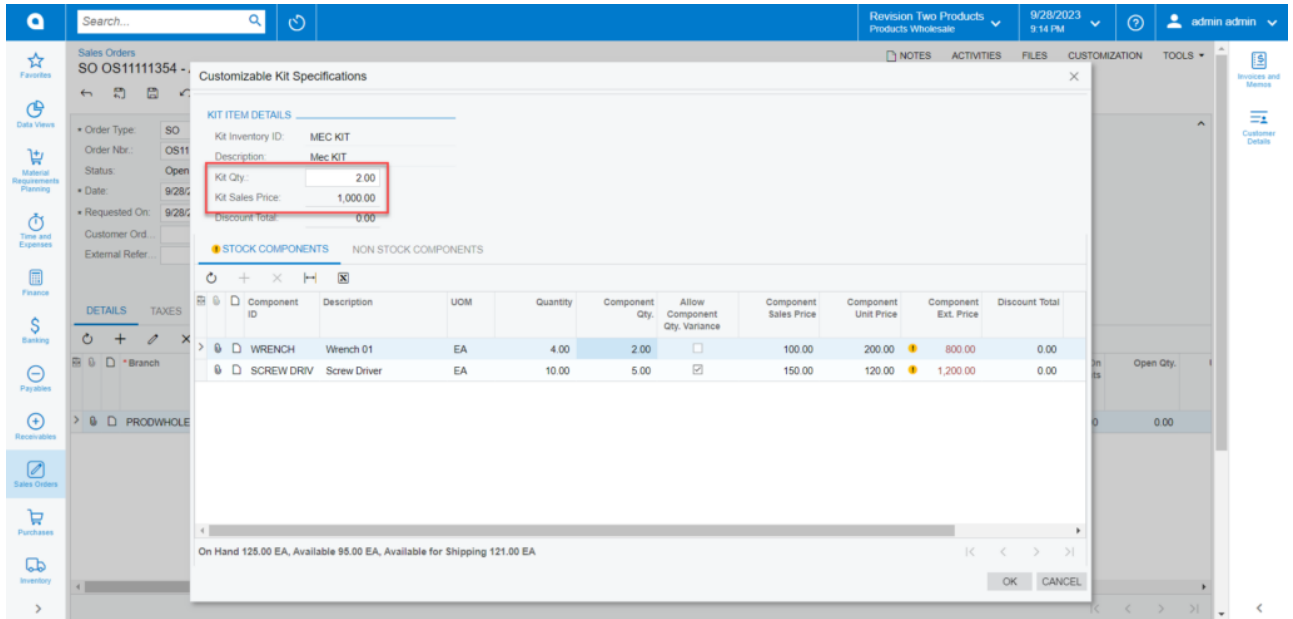 Search...
Revision Two Products
Products Wholesale
9/28/2023
9:14 PM
admin admin
Favorites
Data Views
Material
Requirements
Planning
Time and
Expenses
Finance
Banking
Payables
Receivables
Sales Orders
Purchases
Inventory
Sales Orders
SO OS11111354 -
NOTES ACTIVITIES FILES CUSTOMIZATION TOOLS
Order Type: SO
Order Nbr.: OS11
Status: Open
Date: 9/28/2
Requested On: 9/28/2
Customer Ord...
External Refer...
DETAILS TAXES
* Branch
PRODWHOLE
Customizable Kit Specifications
KIT ITEM DETAILS
Kit Inventory ID: MEC KIT
Description: Mec KIT
Kit Qty.: 2.00
Kit Sales Price: 1,000.00
Discount Total: 0.00
STOCK COMPONENTS NON STOCK COMPONENTS
Component ID Description UOM Quantity Component Qty. Allow Component Qty. Variance Component Sales Price Component Unit Price Component Ext. Price Discount Total
WRENCH Wrench 01 EA 4.00 2.00 100.00 200.00 800.00 0.00
SCREW DRIV Screw Driver EA 10.00 5.00 150.00 120.00 1,200.00 0.00
On Hand 125.00 EA, Available 95.00 EA, Available for Shipping 121.00 EA
OK CANCEL
Open Qty.
0.00
Invoices and
Memos
Customer
Details